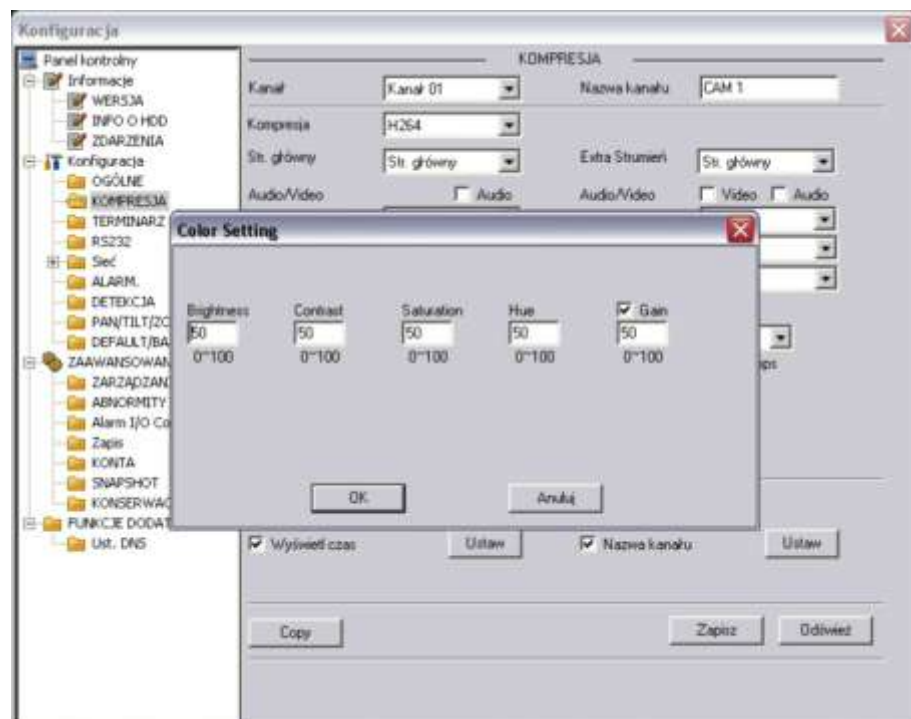 Konfiguracja
Panel kontrolny
Informacje
WERSJA
INFO O HDD
ZDARZENIA
Konfiguracja
OGÓLNE
KOMPRESJA
TERMINARZ
RS232
Sieć
ALARM.
DETEKCJA
PAN/TILT/ZO
DEFAULT/BA
ZAAWANSOWAN
ZARZĄDZAN
ABNORMITY
Alarm I/O Co
Zapis
KONTA
SNAPSHOT
KONSERWAC
FUNKCJE DODAT
Ust. DNS
KOMPRESJA
Kanał Kanał 01 Nazwa kanału CAM 1
Kompresja H264
Str. główny Str. główny Extra Strumień Str. główny
Audio/Video Audio Audio/Video Video Audio
Color Setting
Brightness Contrast Saturation Hue Gain
50 50 50 50 50
0~100 0~100 0~100 0~100 0~100
OK Anuluj
Wyświetl czas Ustaw Nazwa kanału Ustaw
Copy Zapisz Odśwież